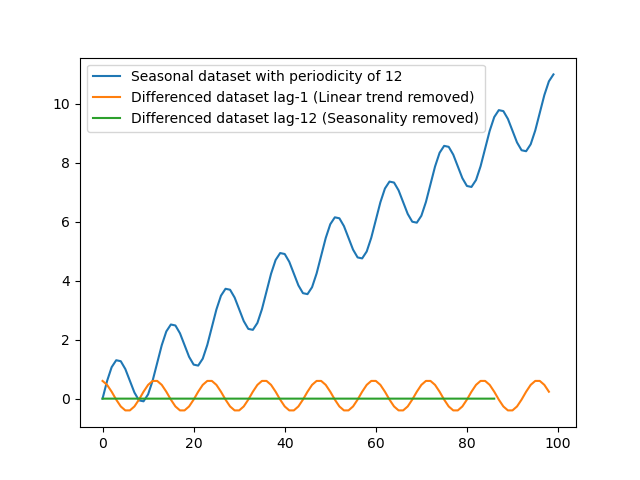 Seasonal dataset with periodicity of 12
Differenced dataset lag-1 (Linear trend removed)
Differenced dataset lag-12 (Seasonality removed)
10
8
6
4
2
0
0 20 40 60 80 100